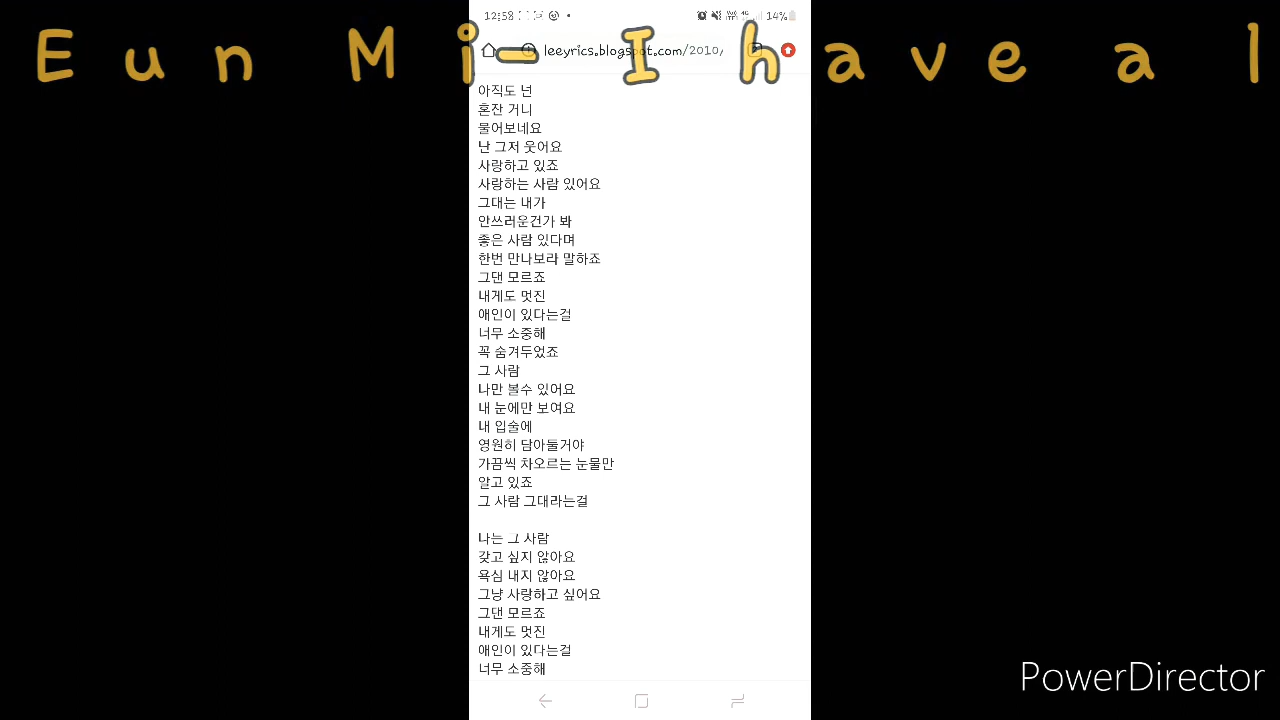 12:58
14%
Eun Mi- I have a l
leeyrics.blogspot.com/2010/
아직도 넌
혼잔 거니
물어보네요
난 그저 웃어요
사랑하고 있죠
사랑하는 사람 있어요
그대는 내가
안쓰러운건가 봐
좋은 사람 있다며
한번 만나보라 말하죠
그댄 모르죠
내게도 멋진
애인이 있다는걸
너무 소중해
꼭 숨겨두었죠
그 사람
나만 볼수 있어요
내 눈에만 보여요
내 입술에
영원히 담아둘거야
가끔씩 차오르는 눈물만
알고 있죠
그 사람 그대라는걸
나는 그 사람
갖고 싶지 않아요
욕심 내지 않아요
그냥 사랑하고 싶어요
그댄 모르죠
내게도 멋진
애인이 있다는걸
너무 소중해
PowerDirector